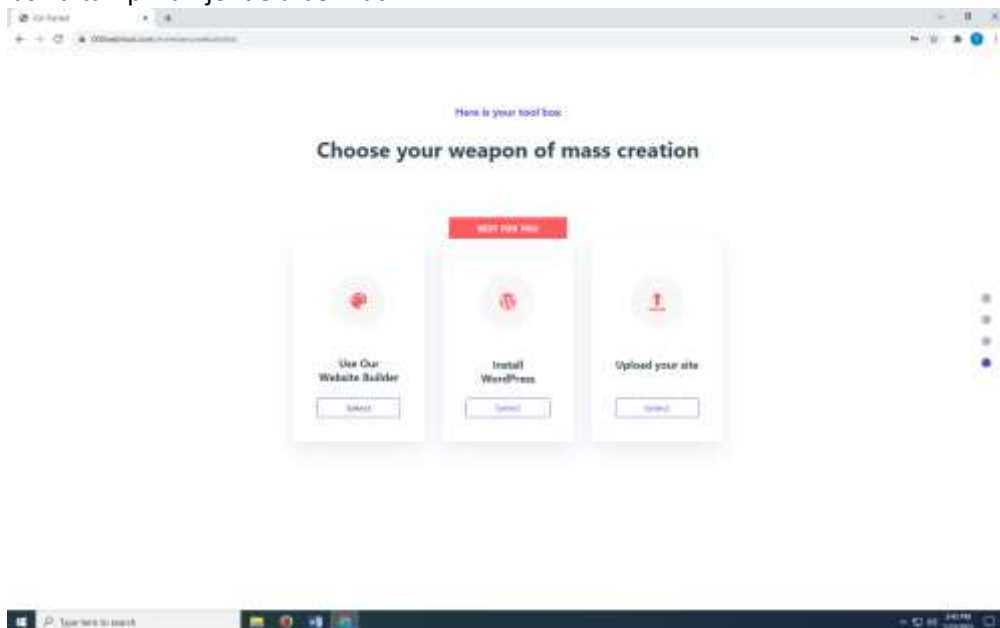 Here is your tool box
Choose your weapon of mass creation
BEST FOR YOU
Use Our
Website Builder
Install
WordPress
Upload your site
Select
Select
Select
Type here to search